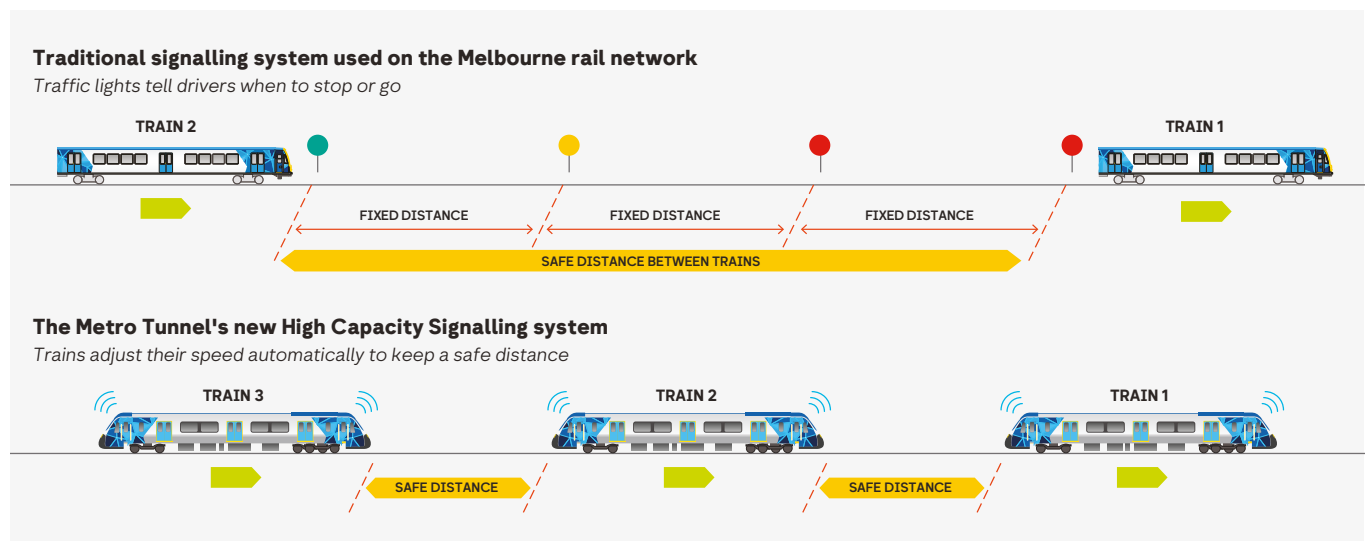 Traditional signalling system used on the Melbourne rail network
Traffic lights tell drivers when to stop or go
TRAIN 2
TRAIN 1
FIXED DISTANCE
FIXED DISTANCE
FIXED DISTANCE
SAFE DISTANCE BETWEEN TRAINS
The Metro Tunnel's new High Capacity Signalling system
Trains adjust their speed automatically to keep a safe distance
TRAIN 3
TRAIN 2
TRAIN 1
SAFE DISTANCE
SAFE DISTANCE